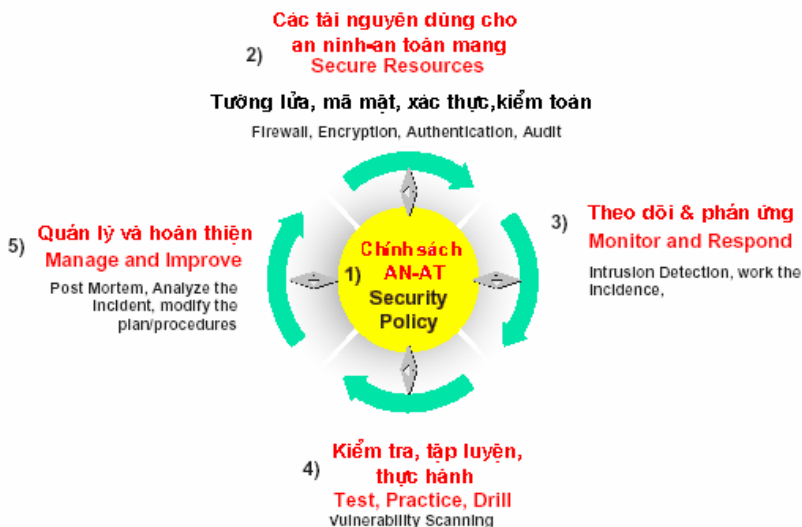 Các tài nguyên dùng cho
an ninh-an toàn mang
2)
Secure Resources
Tường lửa, mã mật, xác thực,kiểm toán
Firewall, Encryption, Authentication, Audit
3)
Theo dõi & phản ứng
Monitor and Respond
Intrusion Detection, work the
incidence,
5)
Quản lý và hoàn thiện
Manage and Improve
Post Mortem, Analyze the
Incident, modify the
plan/procedures
1)
Chính sách
AN-AT
Security
Policy
4)
Kiểm tra, tập luyện,
thực hành
Test, Practice, Drill
Vulnerability Scanning